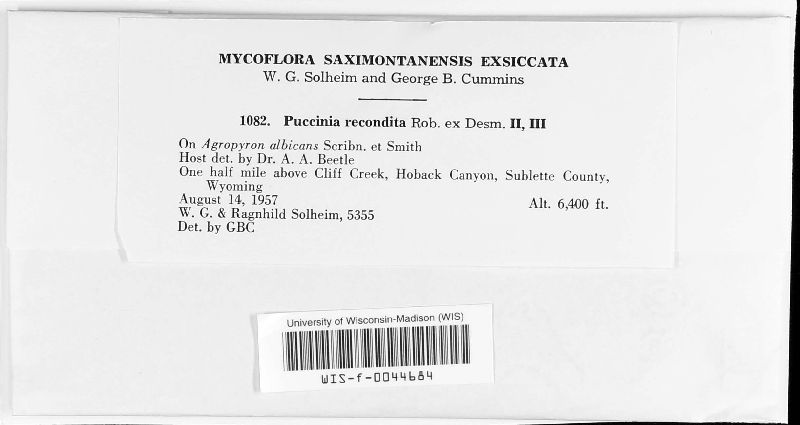 MYCOFLORA SAXIMONTANENSIS EXSICCATA
W. G. Solheim and George B. Cummins
1082. Puccinia recondita Rob. ex Desm. II, III
On Agropyron albicans Scribn. et Smith
Host det. by Dr. A. A. Beetle
One half mile above Cliff Creek, Hoback Canyon, Sublette County,
Wyoming
August 14, 1957
Alt. 6,400 ft.
W. G. & Ragnhild Solheim, 5355
Det. by GBC
University of Wisconsin-Madison (WIS)
WIS-f-0044684